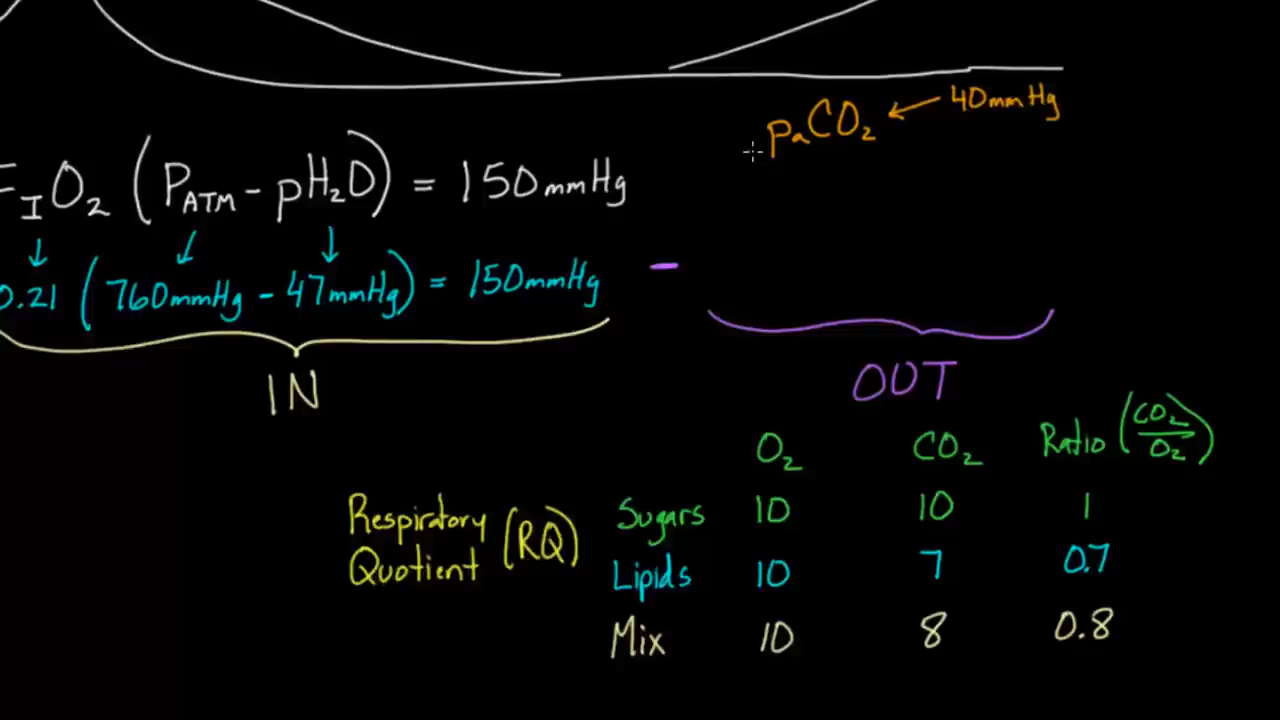 paCO₂ ← 40mmHg
FIO₂ (PATM - pH₂O) = 150mmHg
↓ ↓ ↓
0.21 (760mmHg - 47mmHg) = 150mmHg -
IN
OUT
O₂ CO₂ Ratio (CO₂/O₂)
Respiratory Quotient (RQ)
Sugars 10 10 1
Lipids 10 7 0.7
Mix 10 8 0.8